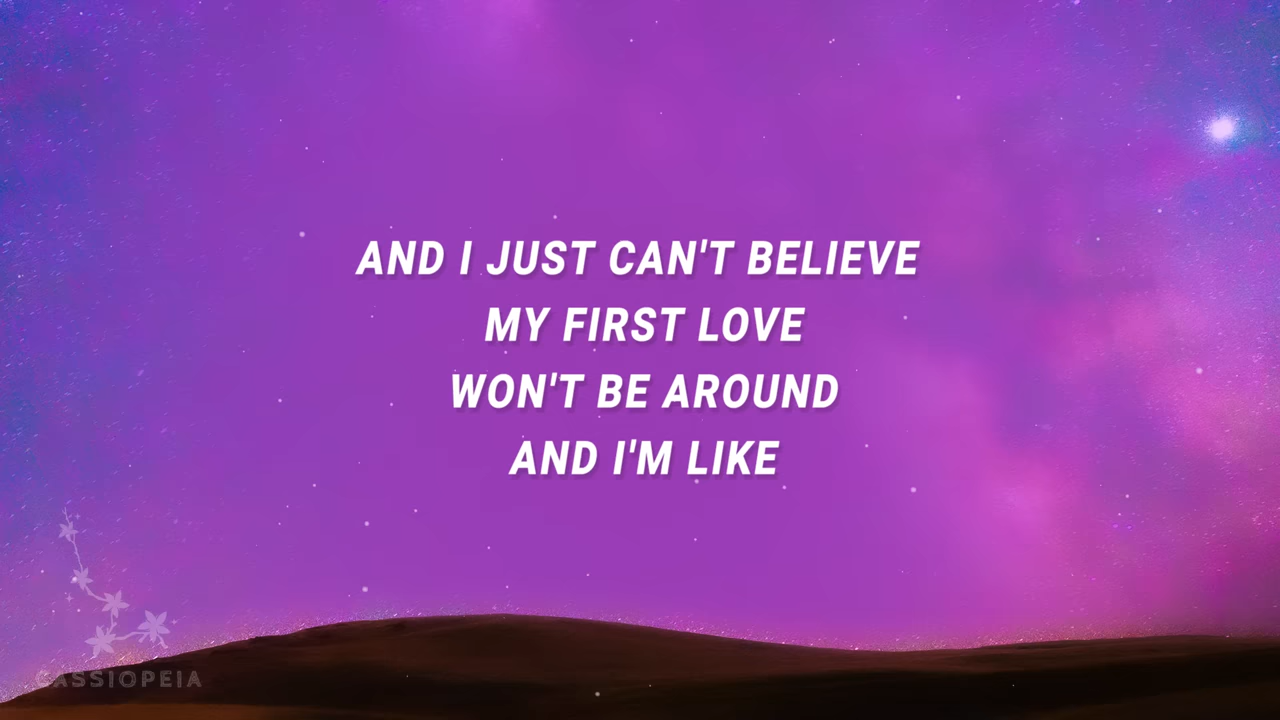 AND I JUST CAN'T BELIEVE
MY FIRST LOVE
WON'T BE AROUND
AND I'M LIKE
CASSIOPEIA